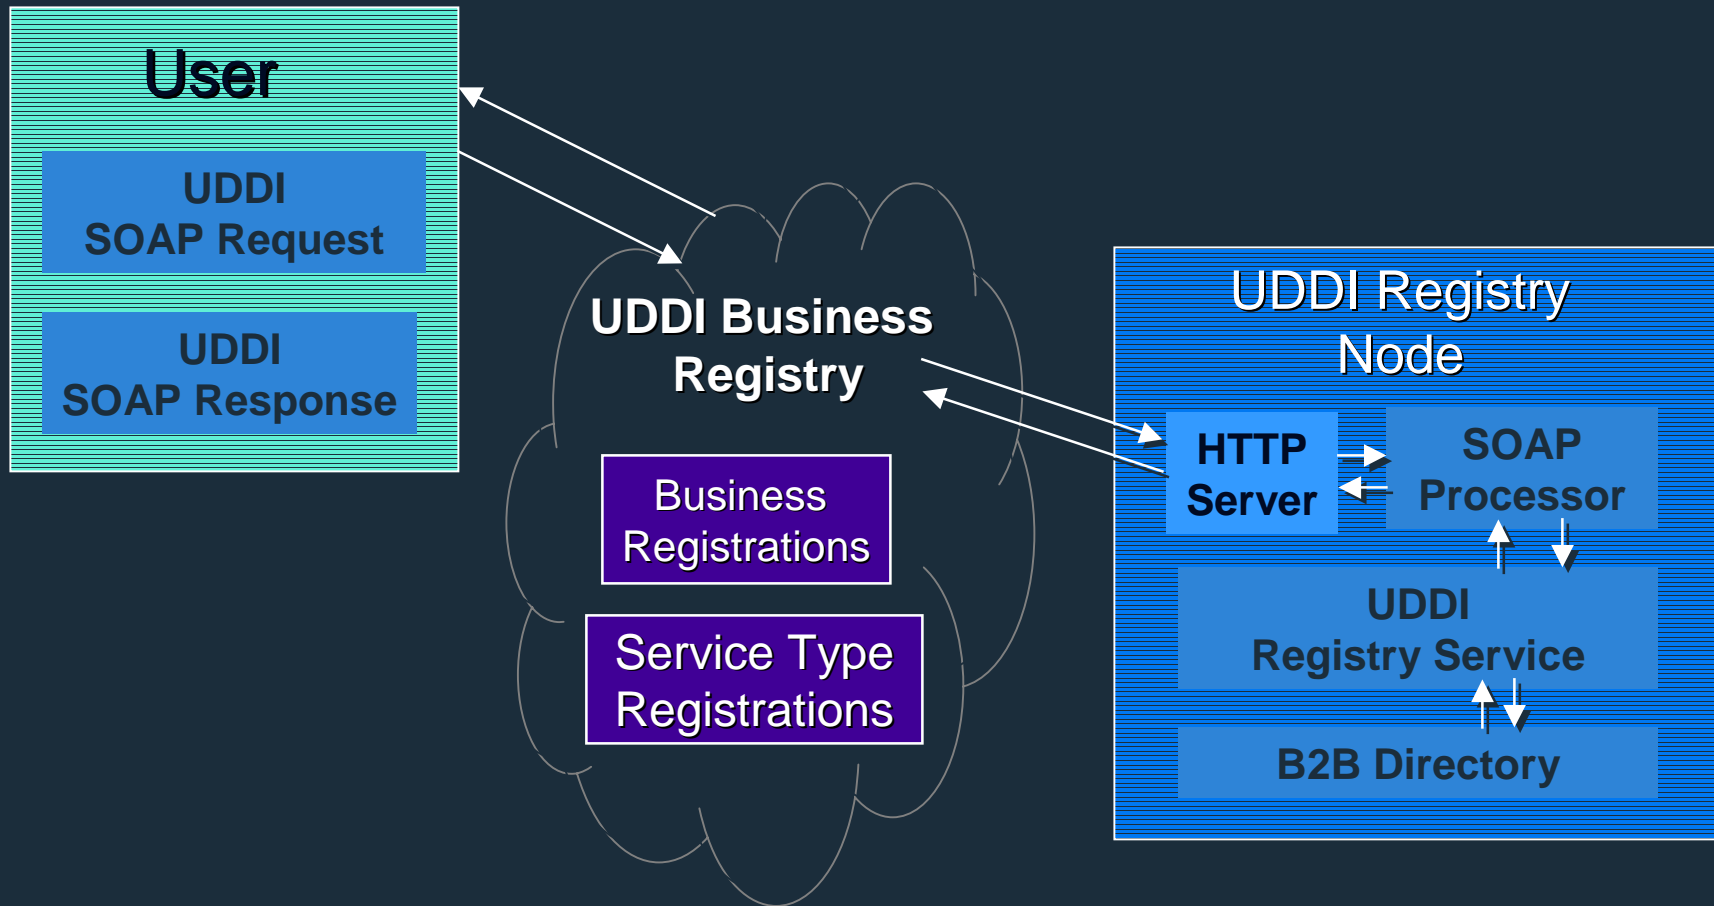 User
UDDI
SOAP Request
UDDI
SOAP Response
UDDI Business
Registry
Business
Registrations
Service Type
Registrations
UDDI Registry
Node
HTTP
Server
SOAP
Processor
UDDI
Registry Service
B2B Directory